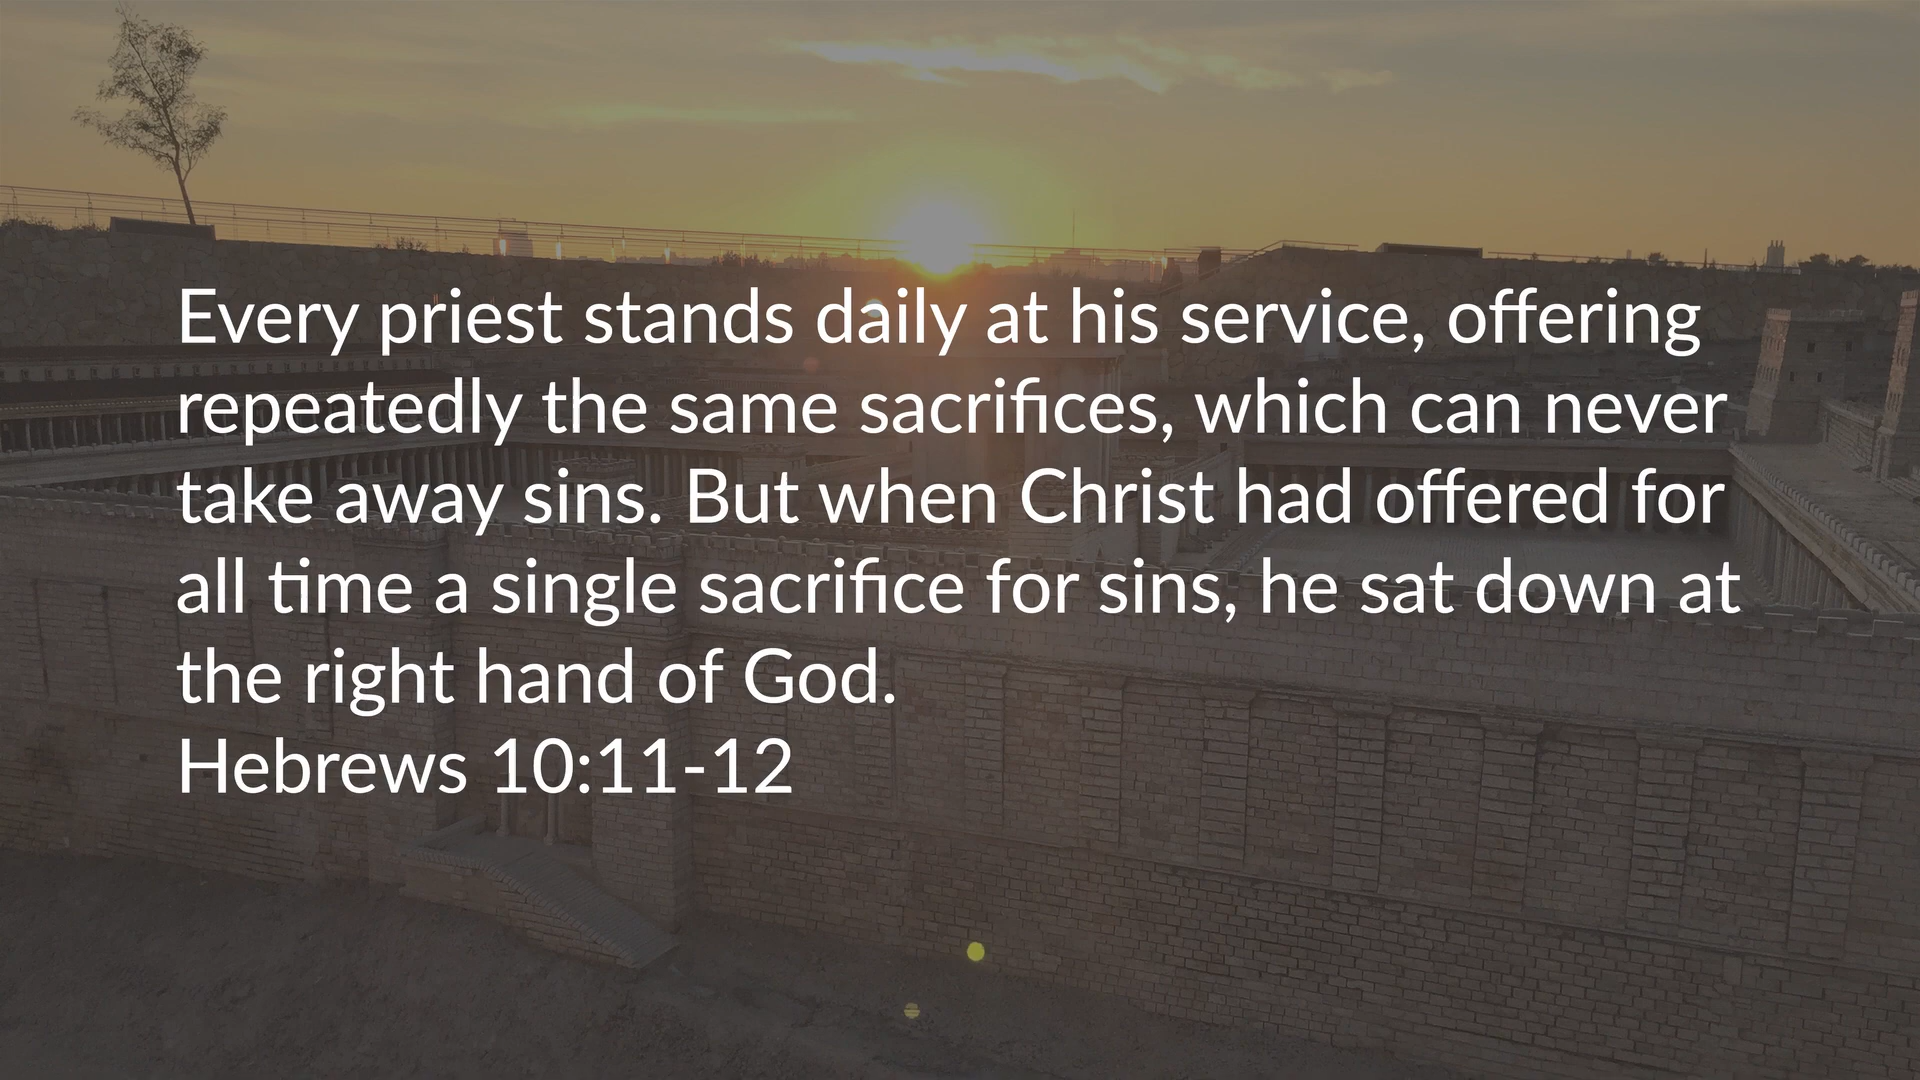 Every priest stands daily at his service, offering
repeatedly the same sacrifices, which can never
take away sins. But when Christ had offered for
all time a single sacrifice for sins, he sat down at
the right hand of God.
Hebrews 10:11-12